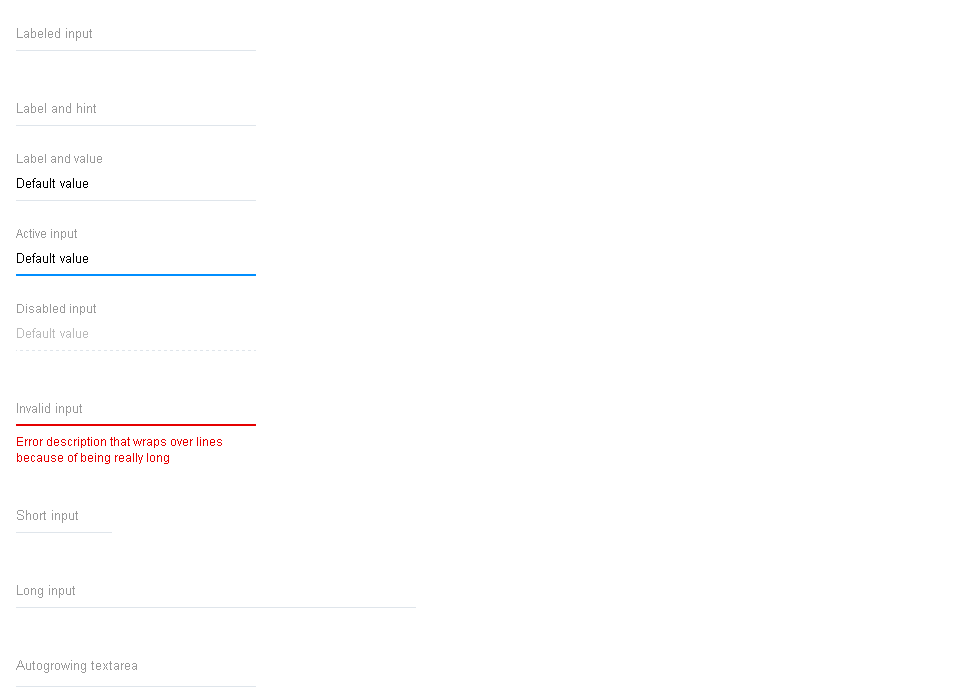 Labeled input
Label and hint
Label and value
Default value
Active input
Default value
Disabled input
Default value
Invalid input
Error description that wraps over lines
because of being really long
Short input
Long input
Autogrowing textarea